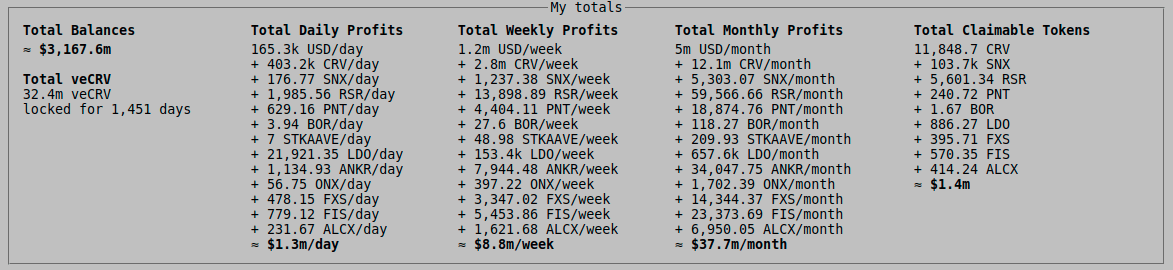 My totals
Total Balances
≈ $3,167.6m
Total veCRV
32.4m veCRV
locked for 1,451 days
Total Daily Profits
165.3k USD/day
+ 403.2k CRV/day
+ 176.77 SNX/day
+ 1,985.56 RSR/day
+ 629.16 PNT/day
+ 3.94 BOR/day
+ 7 STKAAVE/day
+ 21,921.35 LDO/day
+ 1,134.93 ANKR/day
+ 56.75 ONX/day
+ 478.15 FXS/day
+ 779.12 FIS/day
+ 231.67 ALCX/day
≈ $1.3m/day
Total Weekly Profits
1.2m USD/week
+ 2.8m CRV/week
+ 1,237.38 SNX/week
+ 13,898.89 RSR/week
+ 4,404.11 PNT/week
+ 27.6 BOR/week
+ 48.98 STKAAVE/week
+ 153.4k LDO/week
+ 7,944.48 ANKR/week
+ 397.22 ONX/week
+ 3,347.02 FXS/week
+ 5,453.86 FIS/week
+ 1,621.68 ALCX/week
≈ $8.8m/week
Total Monthly Profits
5m USD/month
+ 12.1m CRV/month
+ 5,303.07 SNX/month
+ 59,566.66 RSR/month
+ 18,874.76 PNT/month
+ 118.27 BOR/month
+ 209.93 STKAAVE/month
+ 657.6k LDO/month
+ 34,047.75 ANKR/month
+ 1,702.39 ONX/month
+ 14,344.37 FXS/month
+ 23,373.69 FIS/month
+ 6,950.05 ALCX/month
≈ $37.7m/month
Total Claimable Tokens
11,848.7 CRV
+ 103.7k SNX
+ 5,601.34 RSR
+ 240.72 PNT
+ 1.67 BOR
+ 886.27 LDO
+ 395.71 FXS
+ 570.35 FIS
+ 414.24 ALCX
≈ $1.4m